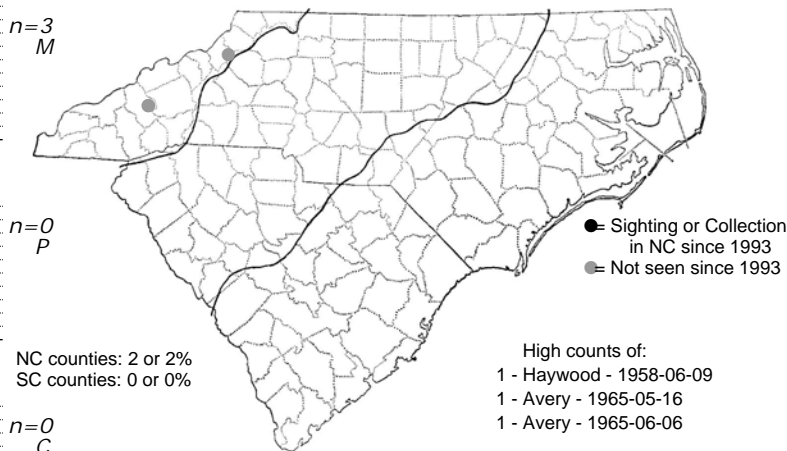 n=3
M
n=0
P
n=0
C
● = Sighting or Collection
in NC since 1993
● = Not seen since 1993
NC counties: 2 or 2%
SC counties: 0 or 0%
High counts of:
1 - Haywood - 1958-06-09
1 - Avery - 1965-05-16
1 - Avery - 1965-06-06